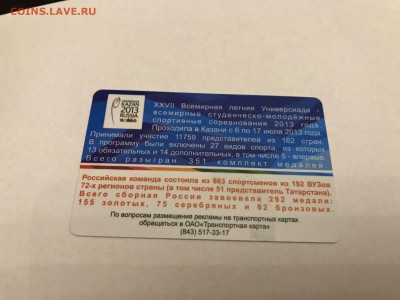 COINS.LAVE.RU
KAZAN
2013
RUSSIA
XXVII Всемирная летняя Универсиада -
всемирные студенческо-молодежные
спортивные соревнования 2013 года.
Проходила в Казани с 6 по 17 июля 2013 года.
Принимали участие 11759 представителей из 162 стран.
В программу были включены 27 видов спорта, из которых
13 обязательных и 14 дополнительных, в том числе 5 - впервые.
Всего разыгран 351 комплект медалей.
Российская команда состояла из 663 спортсменов из 192 ВУЗов
72-х регионов страны (в том числе 51 представитель Татарстана).
Всего сборная России завоевала 292 медали:
155 золотых, 75 серебряных и 62 бронзовых.
По вопросам размещения рекламы на транспортных картах
обращаться в ОАО«Транспортная карта»
(843) 517-33-17